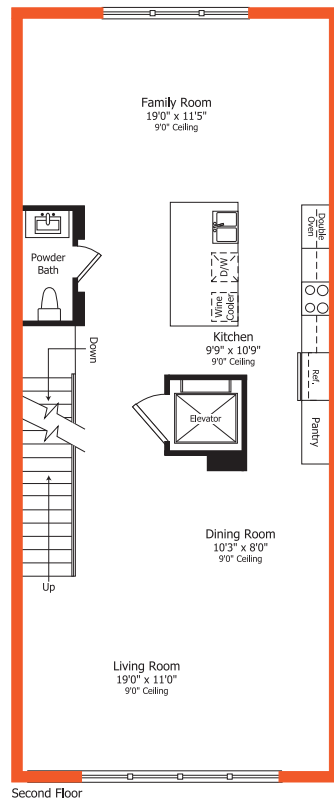 Family Room
19'0" x 11'5"
9'0" Ceiling
Double
Oven
Powder
Bath
D/W
Wine
Cooler
Kitchen
9'9" x 10'9"
9'0" Ceiling
Down
Ref.
Elevator
Pantry
Dining Room
10'3" x 8'0"
9'0" Ceiling
Up
Living Room
19'0" x 11'0"
9'0" Ceiling
Second Floor